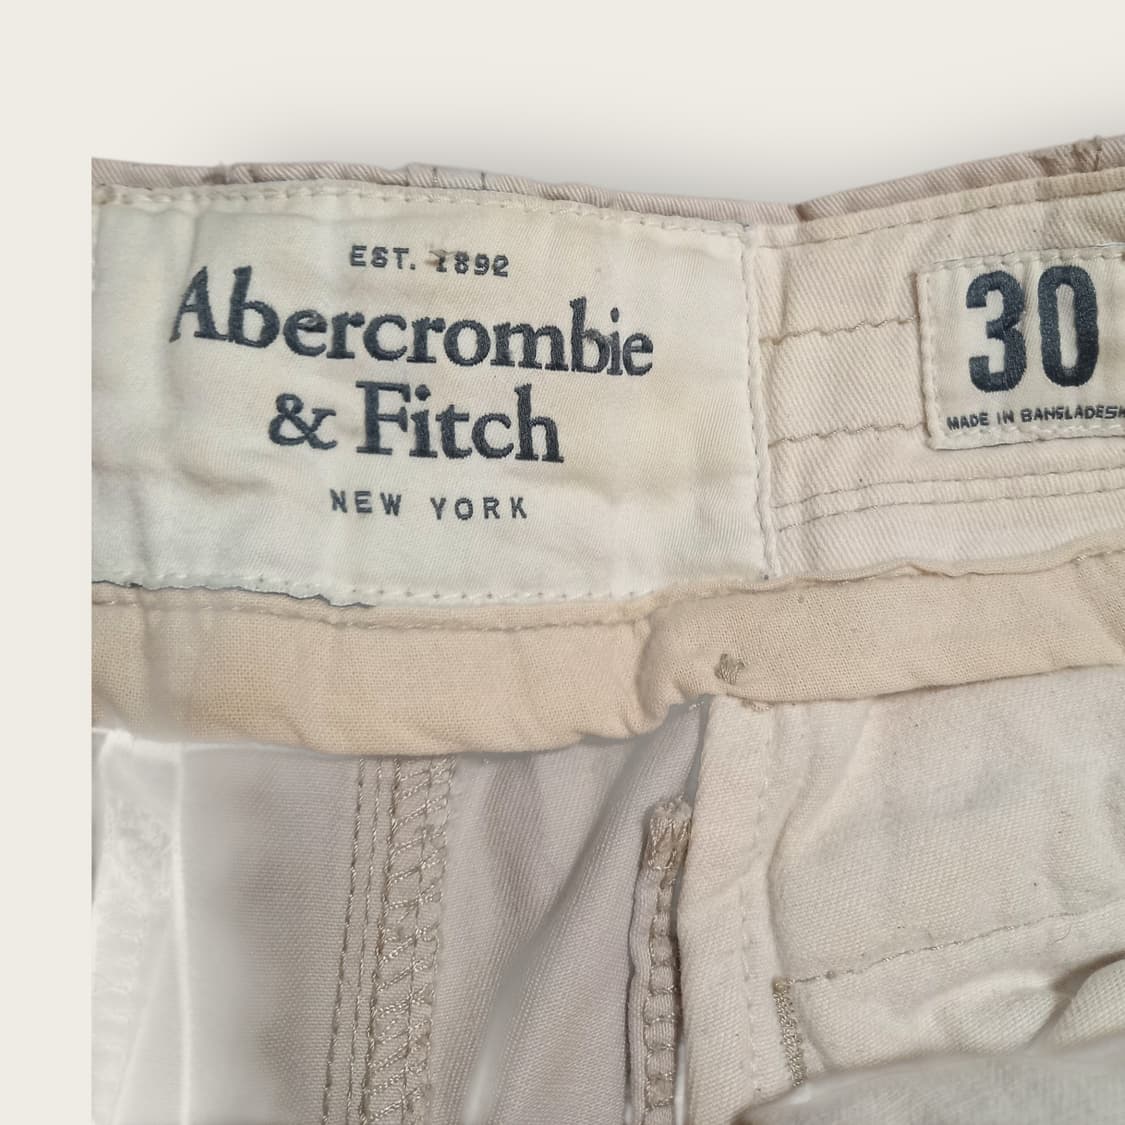 EST. 1892
Abercrombie
& Fitch
NEW YORK
30
MADE IN BANGLADESH